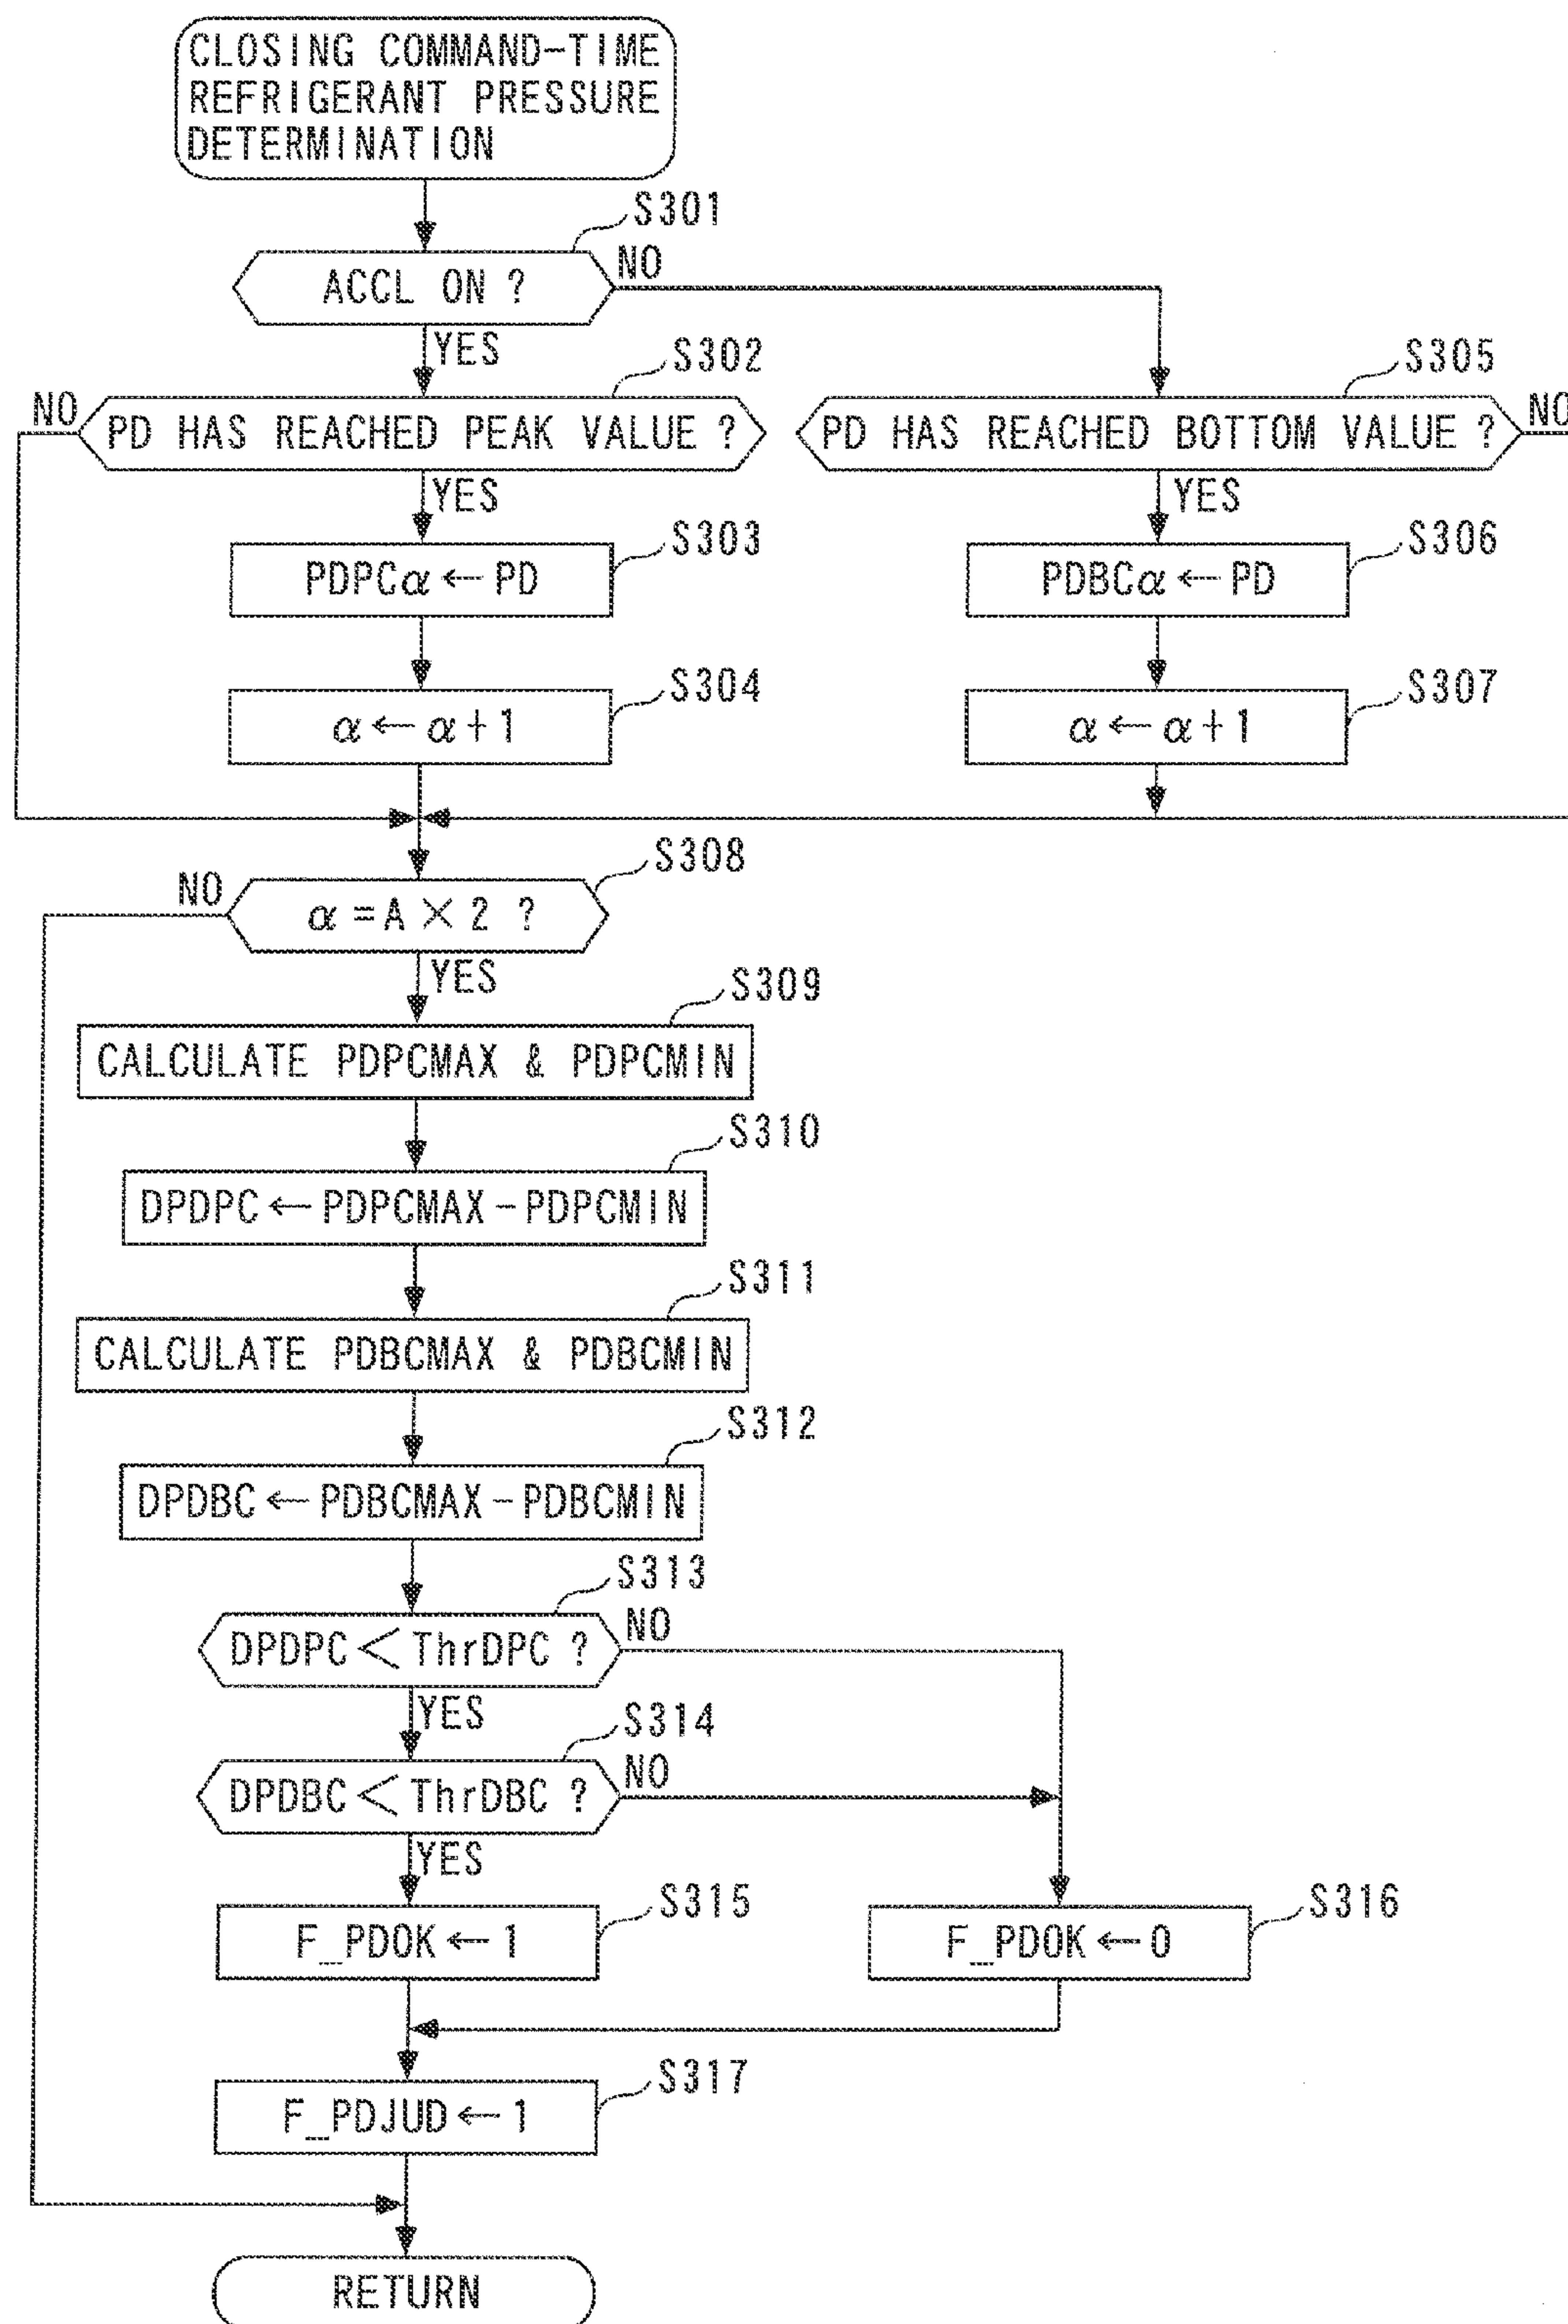 CLOSING COMMAND-TIME
REFRIGERANT PRESSURE
DETERMINATION
S301
ACCL ON ?
NO
YES
S302
NO
PD HAS REACHED PEAK VALUE ?
YES
S305
PD HAS REACHED BOTTOM VALUE ?
NO
YES
S303
PDPCα ← PD
S306
PDBCα ← PD
S304
α ← α + 1
S307
α ← α + 1
S308
NO
α = A × 2 ?
YES
S309
CALCULATE PDPCMAX & PDPCMIN
S310
DPDPC ← PDPCMAX - PDPCMIN
S311
CALCULATE PDBCMAX & PDBCMIN
S312
DPDBC ← PDBCMAX - PDBCMIN
S313
DPDPC < ThrDPC ?
NO
YES
S314
DPDBC < ThrDBC ?
NO
YES
S315
F_PDOK ← 1
S316
F_PDOK ← 0
S317
F_PDJUD ← 1
RETURN